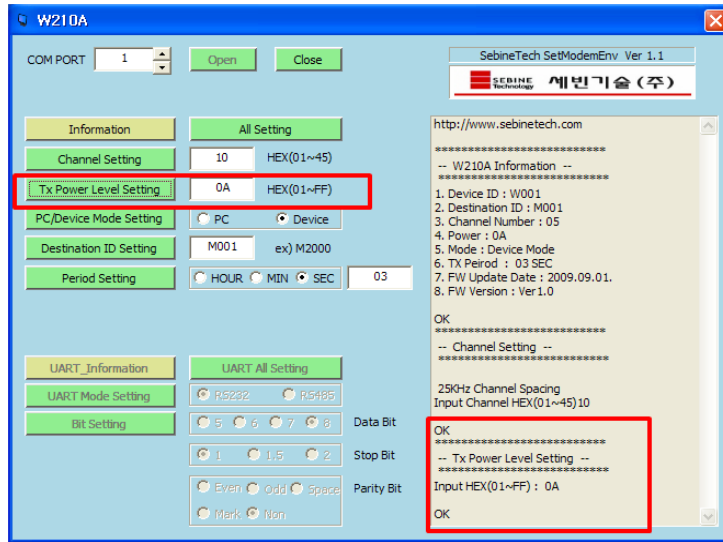 W210A
COM PORT 1 Open Close
SebineTech SetModemEnv Ver 1.1
SEBINE Technology 세빈기술(주)
Information All Setting
Channel Setting 10 HEX(01~45)
Tx Power Level Setting 0A HEX(01~FF)
PC/Device Mode Setting PC Device
Destination ID Setting M001 ex) M2000
Period Setting HOUR MIN SEC 03
UART_Information UART All Setting
UART Mode Setting RS232 RS485
Bit Setting 5 6 7 8 Data Bit
1 1.5 2 Stop Bit
Even Odd Space Parity Bit
Mark Non
http://www.sebinetech.com
**************************
-- W210A Information --
**************************
1. Device ID : W001
2. Destination ID : M001
3. Channel Number : 05
4. Power : 0A
5. Mode : Device Mode
6. TX Peirod : 03 SEC
7. FW Update Date : 2009.09.01.
8. FW Version : Ver1.0
OK
**************************
-- Channel Setting --
**************************
25KHz Channel Spacing
Input Channel HEX(01~45)10
OK
**************************
-- Tx Power Level Setting --
**************************
Input HEX(01~FF) : 0A
OK